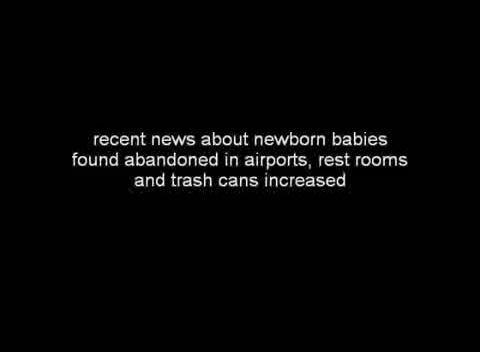 recent news about newborn babies
found abandoned in airports, rest rooms
and trash cans increased